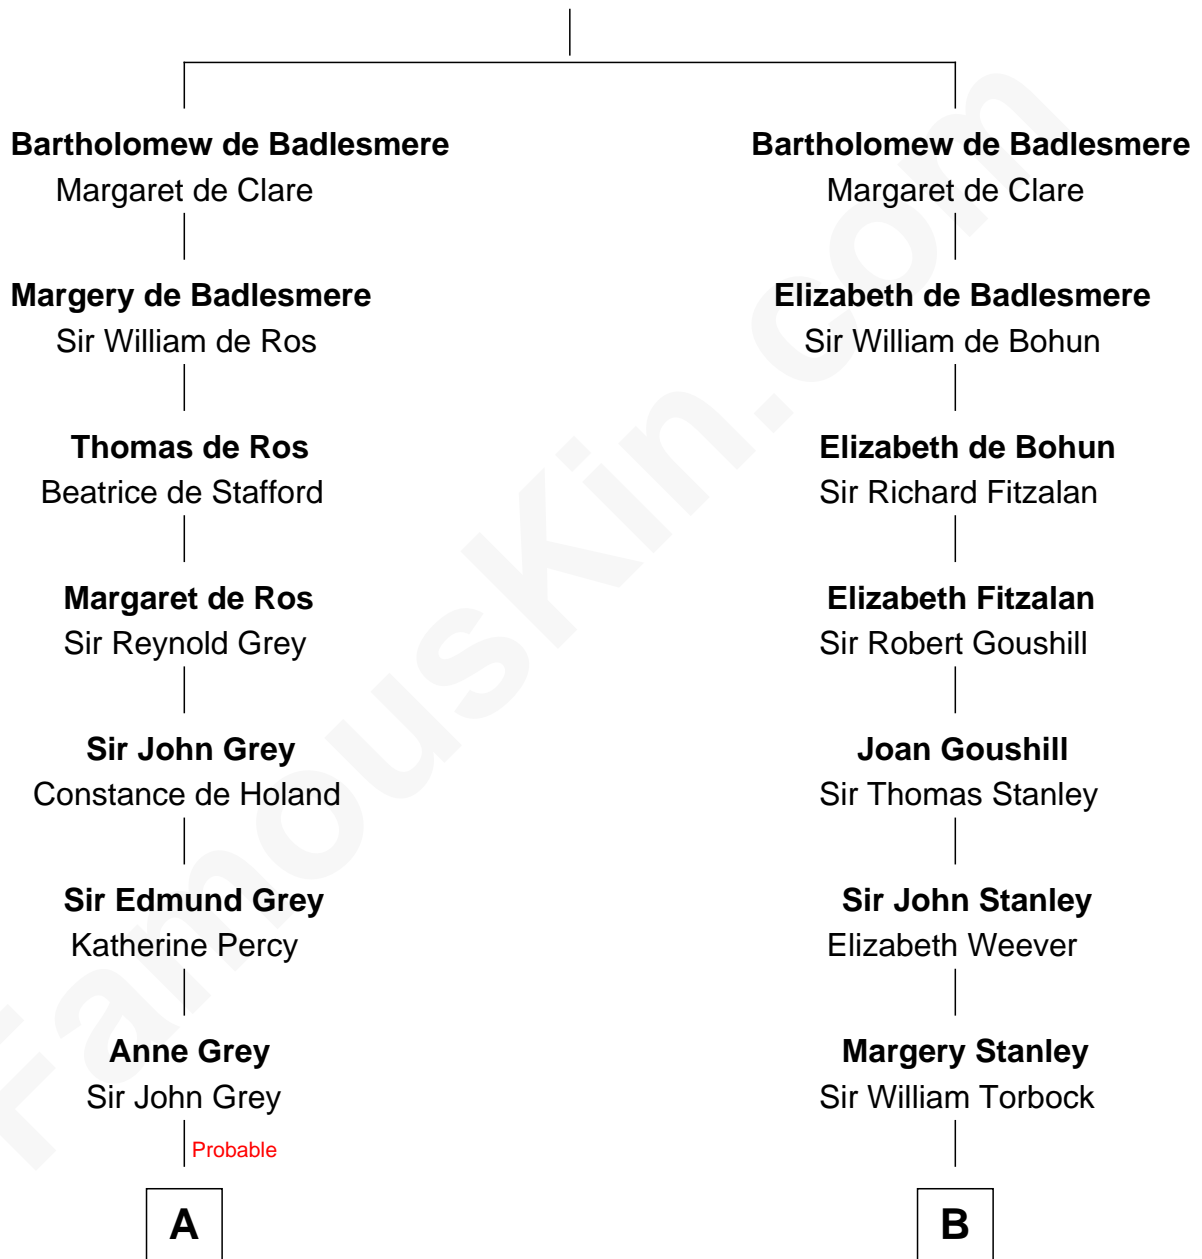 Bartholomew de Badlesmere
Margaret de Clare
Margery de Badlesmere
Sir William de Ros
Thomas de Ros
Beatrice de Stafford
Margaret de Ros
Sir Reynold Grey
Sir John Grey
Constance de Holand
Sir Edmund Grey
Katherine Percy
Anne Grey
Sir John Grey
Probable
A
Bartholomew de Badlesmere
Margaret de Clare
Elizabeth de Badlesmere
Sir William de Bohun
Elizabeth de Bohun
Sir Richard Fitzalan
Elizabeth Fitzalan
Sir Robert Goushill
Joan Goushill
Sir Thomas Stanley
Sir John Stanley
Elizabeth Weever
Margery Stanley
Sir William Torbock
B
FamousKin.com